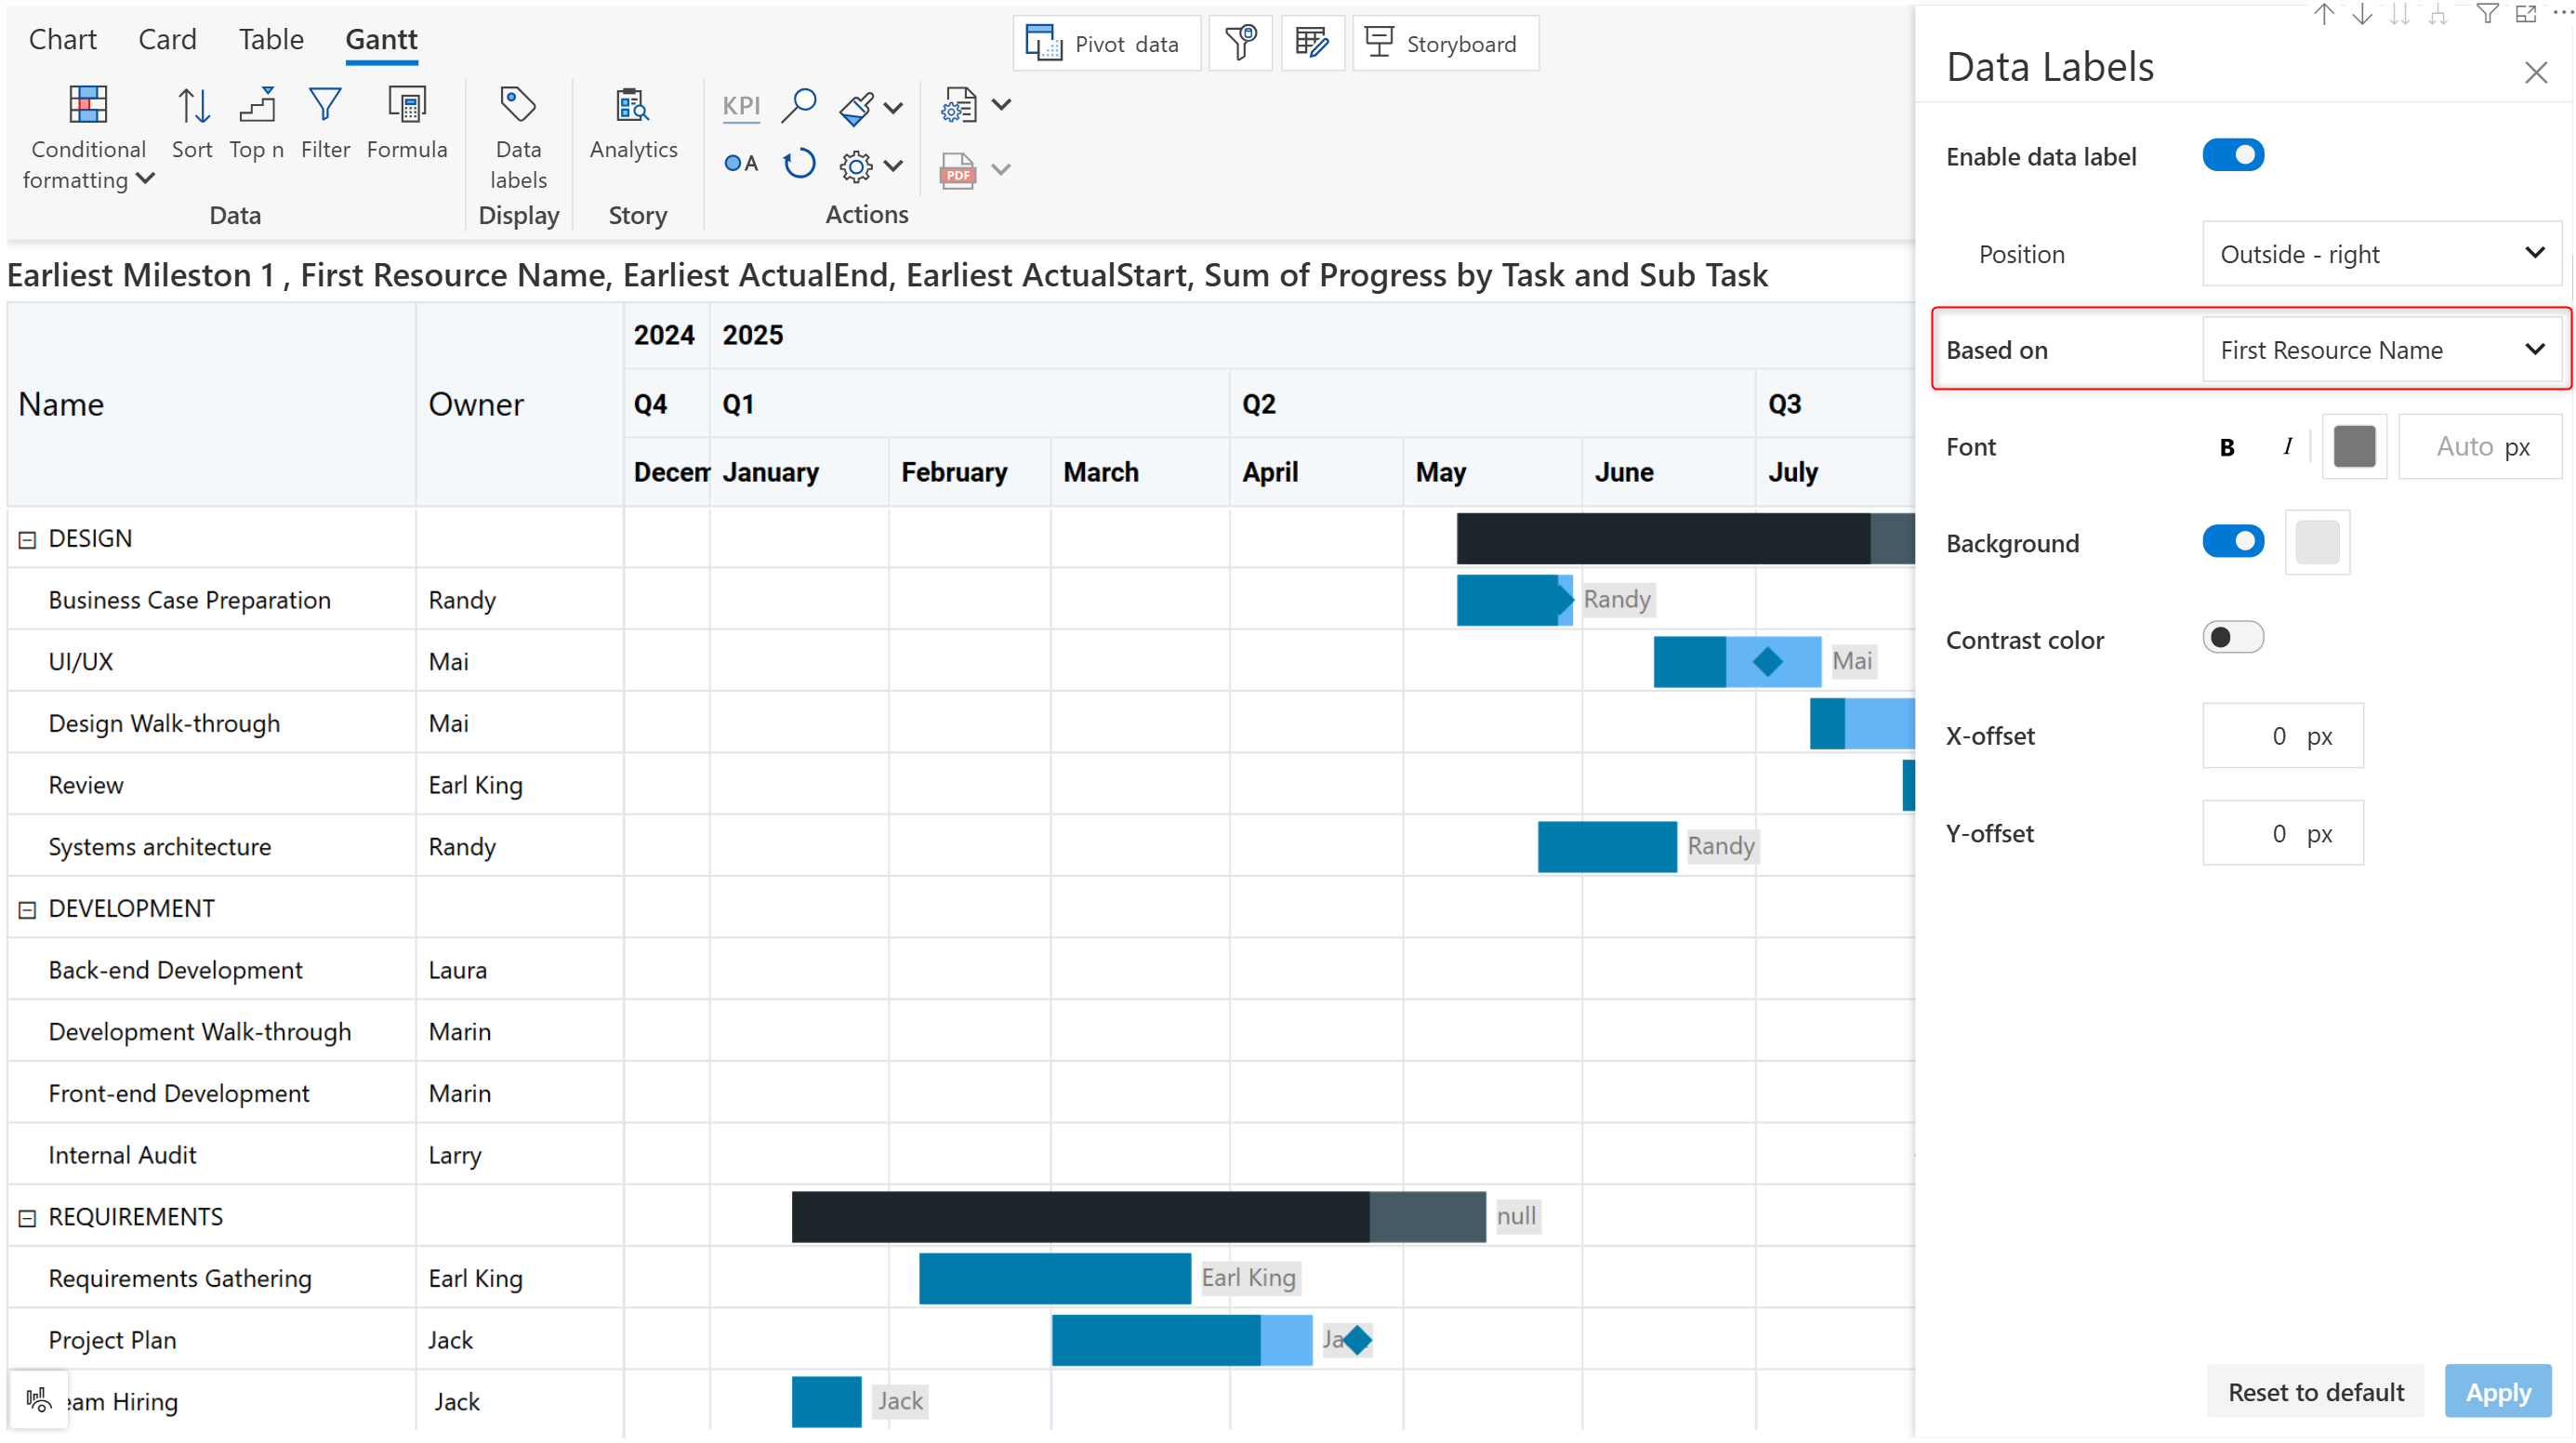 Chart Card Table Gantt
Pivot data
Storyboard
Data Labels
Conditional formatting
Sort
Top n
Filter
Formula
Data labels
Analytics
KPI
A
PDF
Data
Display
Story
Actions
Earliest Mileston 1 , First Resource Name, Earliest ActualEnd, Earliest ActualStart, Sum of Progress by Task and Sub Task
Name Owner
2024 2025
Q4 Q1 Q2 Q3
Decem January February March April May June July
DESIGN
Business Case Preparation Randy Randy
UI/UX Mai Mai
Design Walk-through Mai
Review Earl King
Systems architecture Randy Randy
DEVELOPMENT
Back-end Development Laura
Development Walk-through Marin
Front-end Development Marin
Internal Audit Larry
REQUIREMENTS null
Requirements Gathering Earl King Earl King
Project Plan Jack Ja
eam Hiring Jack Jack
Enable data label
Position Outside - right
Based on First Resource Name
Font B I Auto px
Background
Contrast color
X-offset 0 px
Y-offset 0 px
Reset to default Apply